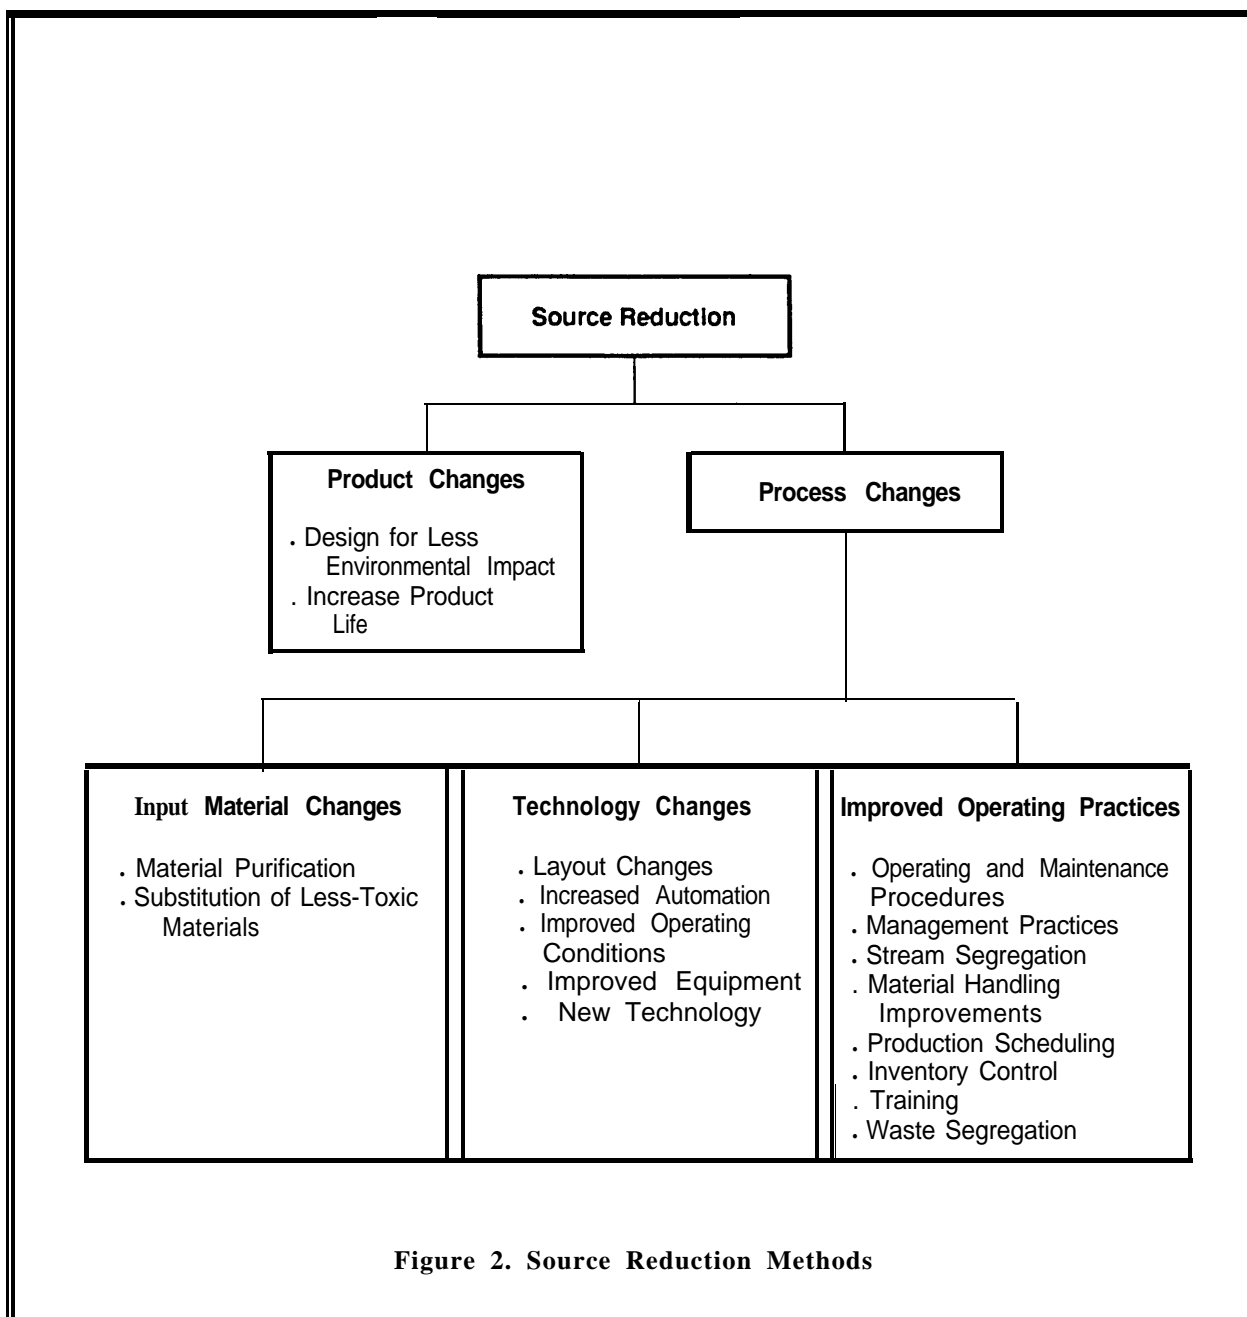 Source Reduction
Product Changes
. Design for Less
Environmental Impact
. Increase Product
Life
Process Changes
Input Material Changes
. Material Purification
. Substitution of Less-Toxic
Materials
Technology Changes
. Layout Changes
. Increased Automation
. Improved Operating
Conditions
. Improved Equipment
. New Technology
Improved Operating Practices
. Operating and Maintenance
Procedures
. Management Practices
. Stream Segregation
. Material Handling
Improvements
. Production Scheduling
. Inventory Control
. Training
. Waste Segregation
Figure 2. Source Reduction Methods